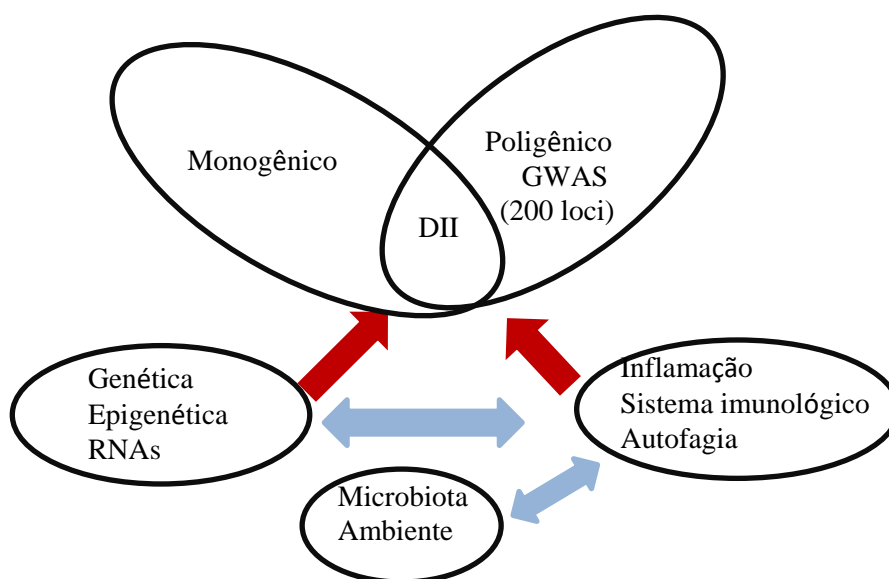 Monogênico
Poligênico
GWAS
(200 loci)
DII
Genética
Epigenética
RNAs
Inflamação
Sistema imunológico
Autofagia
Microbiota
Ambiente